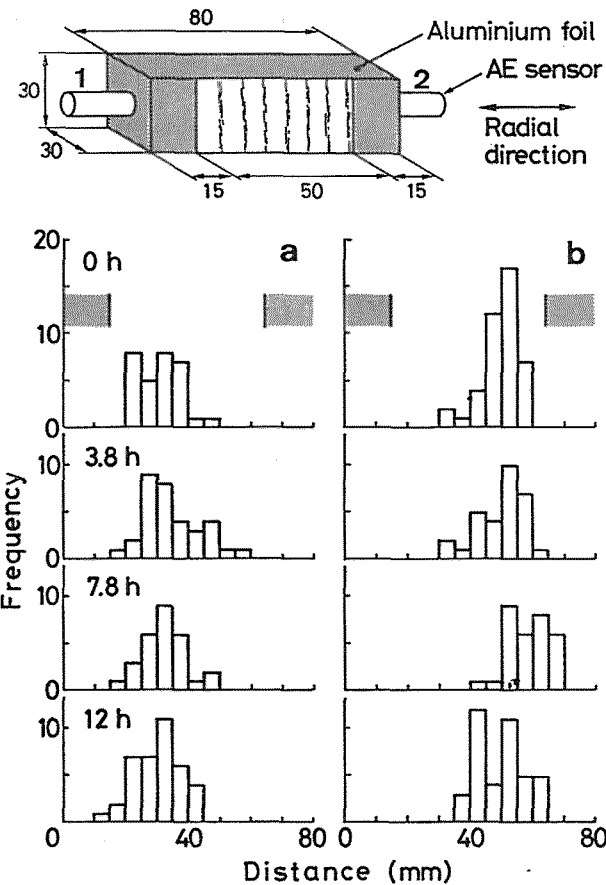 80
Aluminium foil
1
2
AE sensor
30
30
Radial
direction
15
50
15
20
0 h
a
b
10
0
3.8 h
10
0
7.8 h
10
0
12 h
10
0
0 40 80
0 40 80
Frequency
Distance (mm)